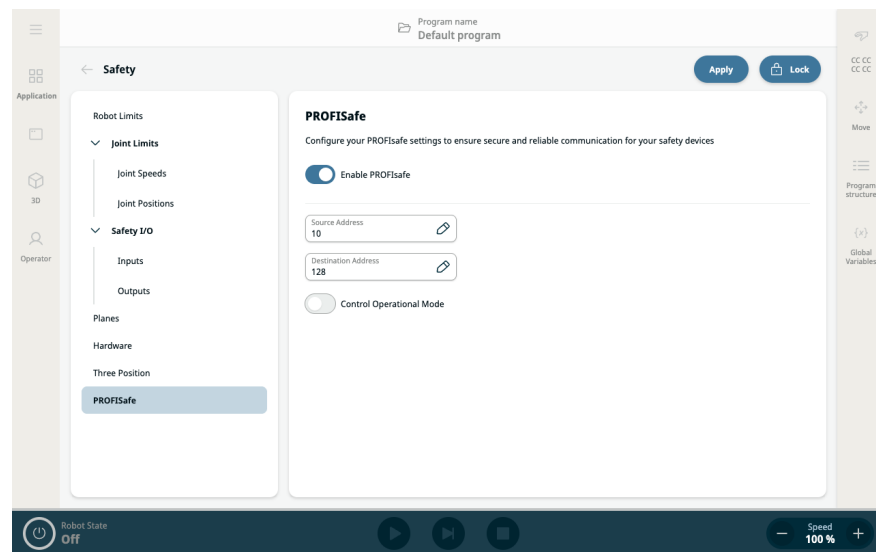 Program name
Default program
Safety
Apply
Lock
CC CC
CC CC
Application
Move
3D
Program
structure
Operator
{x}
Global
Variables
Robot Limits
Joint Limits
Joint Speeds
Joint Positions
Safety I/O
Inputs
Outputs
Planes
Hardware
Three Position
PROFISafe
PROFISafe
Configure your PROFIsafe settings to ensure secure and reliable communication for your safety devices
Enable PROFIsafe
Source Address
10
Destination Address
128
Control Operational Mode
Robot State
Off
Speed
100 %